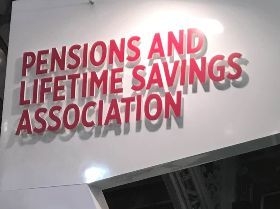 PENSIONS AND
LIFETIME SAVINGS
ASSOCIATION